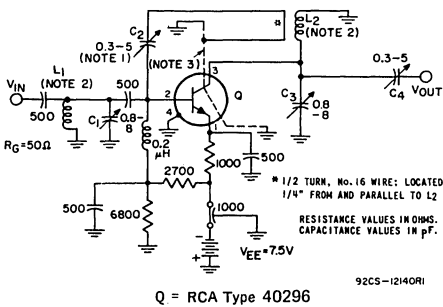 *
L2
(NOTE 2)
C2
0.3-5
(NOTE 1)
(NOTE 3)
3
0.3-5
VIN
L1
(NOTE 2)
500
500
2
Q
C4
VOUT
C1
0.8-
8
4
1
C3
0.8
-8
RG=50Ω
0.2
μH
1000
500
2700
* 1/2 TURN, No. 16 WIRE; LOCATED
1/4" FROM AND PARALLEL TO L2
500
6800
1000
RESISTANCE VALUES IN OHMS.
CAPACITANCE VALUES IN pF.
-
+
VEE=7.5V
92CS-12140R1
Q = RCA Type 40296